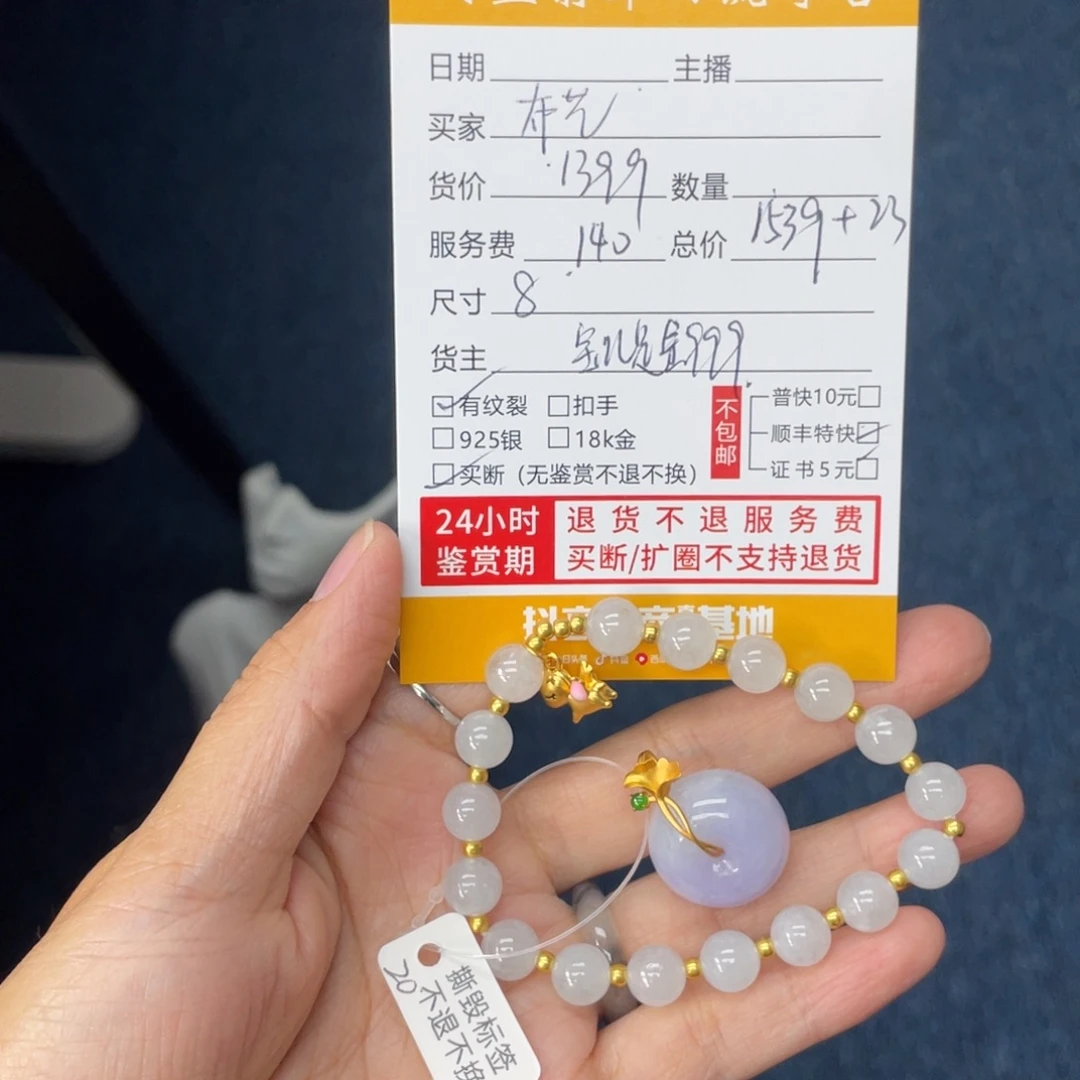 日期 主播
买家 布艺
货价 1399 数量
服务费 140 总价 1539+23
尺寸 8
货主 足金999
有纹裂 扣手
925银 18k金
买断（无鉴赏不退不换）
不包邮
普快10元
顺丰特快
证书5元
24小时鉴赏期
退货不退服务费
买断/扩圈不支持退货
基地
撕毁标签
不退不换
20